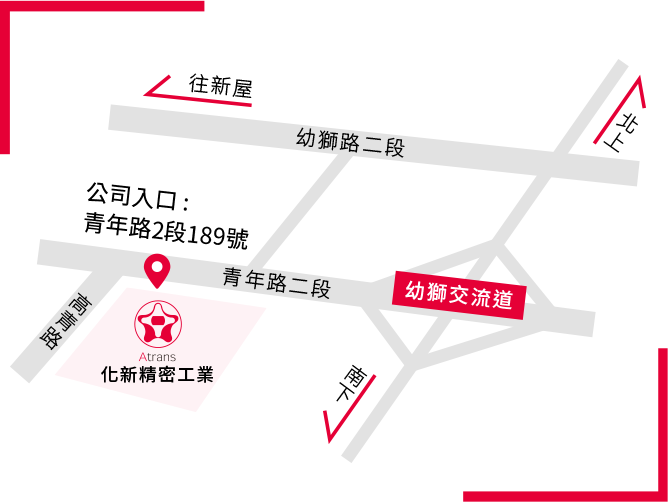 往新屋
幼獅路二段
北上
公司入口：
青年路2段189號
青年路二段
幼獅交流道
高青路
Atrans
化新精密工業
南下